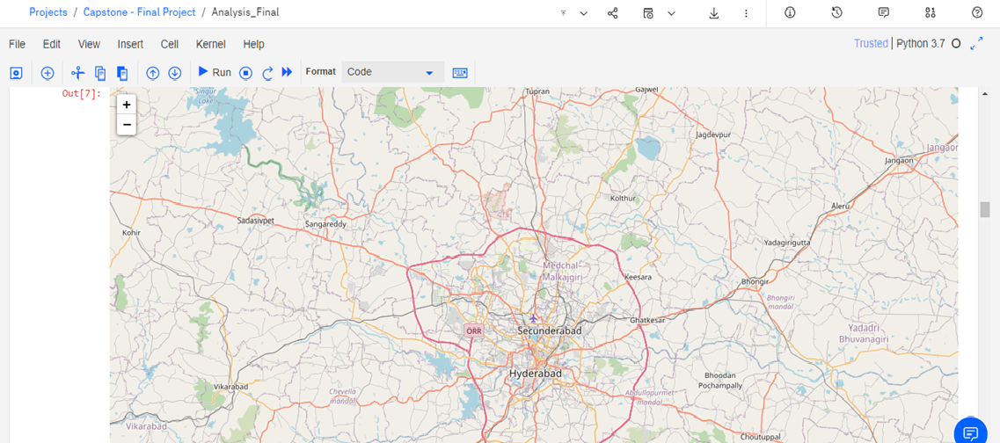 Projects / Capstone - Final Project / Analysis_Final
File Edit View Insert Cell Kernel Help
Trusted | Python 3.7
Run
Format
Code
Out[7]:
+
−
Singur
Lake
Tupran
Gajwel
Jagdevpur
Jangaon
Jangaon
Kolthur
Aleru
Sadasivpet
Sangareddy
Kohir
Yadagirigutta
Medchal–
Malkajgiri
Keesara
Bhongir
Bhongiri
mandal
Ghatkesar
ORR
Secunderabad
Yadadri
Bhuvanagiri
Hyderabad
Bhoodan
Pochampally
Vikarabad
Chevella
mandal
Abdullapurmet
mandal
Vikarabad
Choutuppal